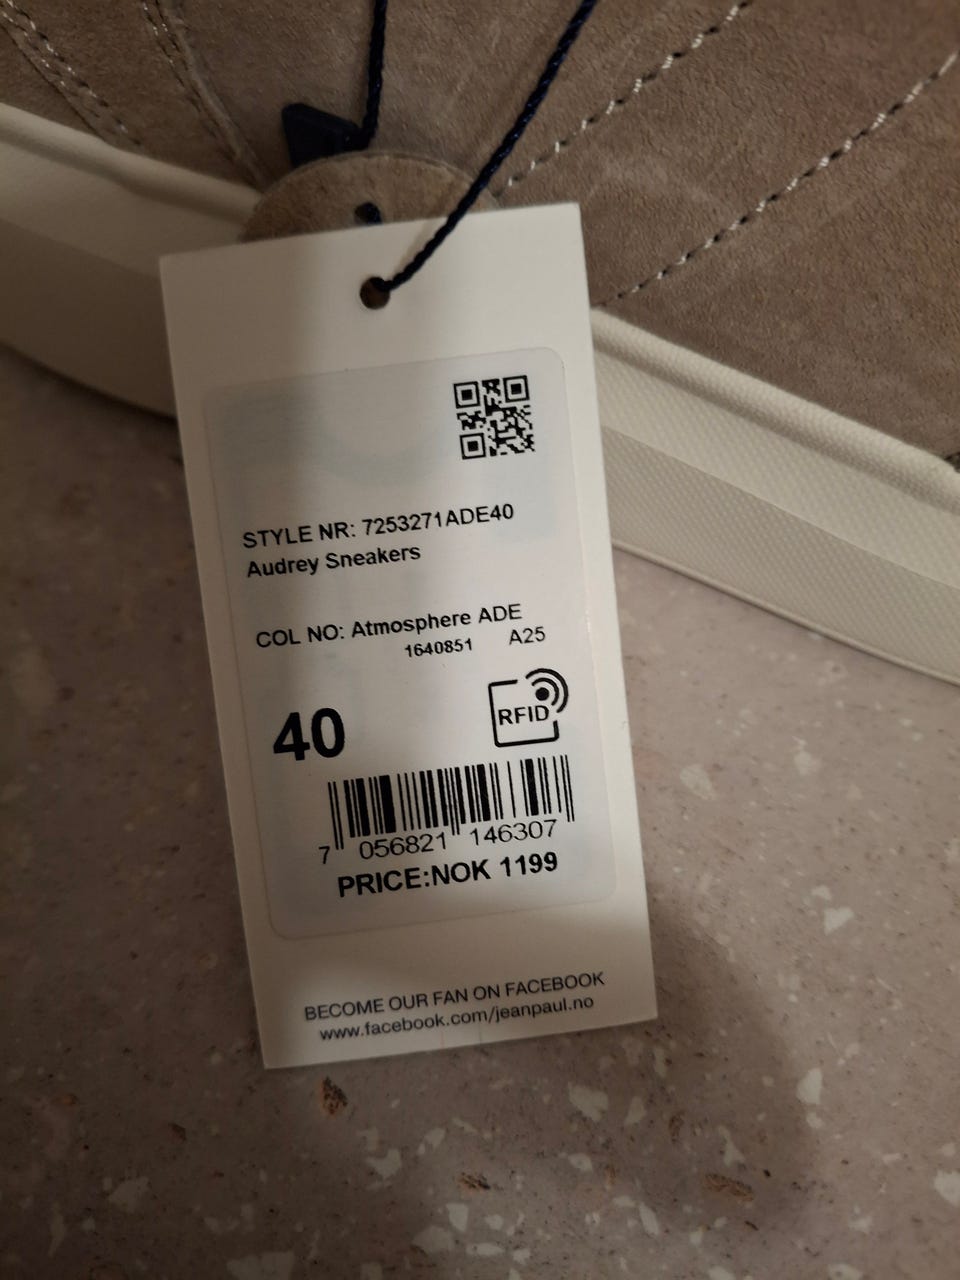 STYLE NR: 7253271ADE40
Audrey Sneakers
COL NO: Atmosphere ADE
1640851 A25
40
RFID
7 056821 146307
PRICE:NOK 1199
BECOME OUR FAN ON FACEBOOK
www.facebook.com/jeanpaul.no